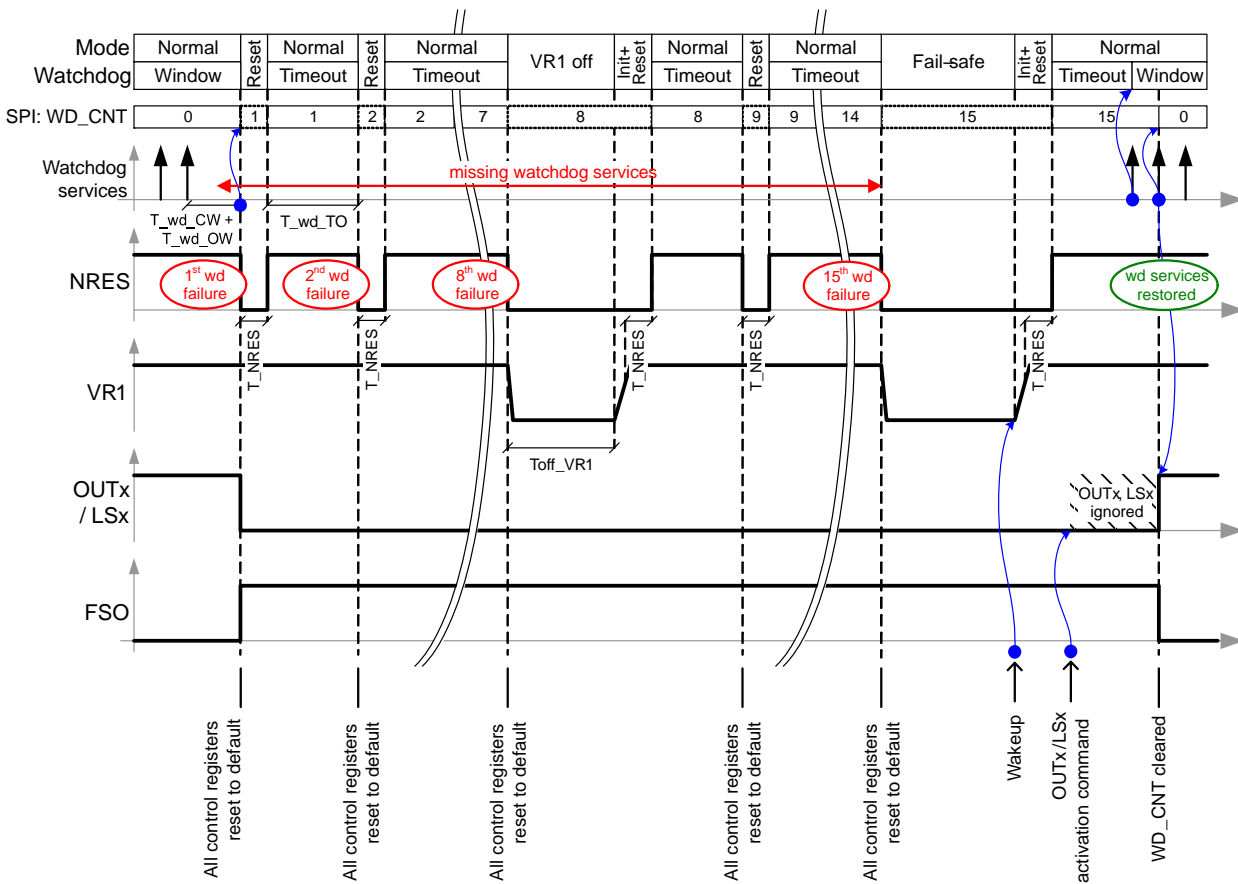 Mode
Normal
Reset
Normal
Reset
Normal
VR1 off
Init+
Reset
Normal
Reset
Normal
Fail-safe
Init+
Reset
Normal
Watchdog
Window
Timeout
Timeout
Timeout
Timeout
Timeout
Window
SPI: WD_CNT
0
1
1
2
2
7
8
8
9
9
14
15
15
0
Watchdog
services
missing watchdog services
T_wd_CW +
T_wd_OW
T_wd_TO
NRES
1st wd
failure
2nd wd
failure
8th wd
failure
15th wd
failure
wd services
restored
T_NRES
T_NRES
T_NRES
T_NRES
T_NRES
VR1
Toff_VR1
OUTx
/ LSx
OUTx, LSx
ignored
FSO
All control registers
reset to default
All control registers
reset to default
All control registers
reset to default
All control registers
reset to default
All control registers
reset to default
Wakeup
OUTx/LSx
activation command
WD_CNT cleared